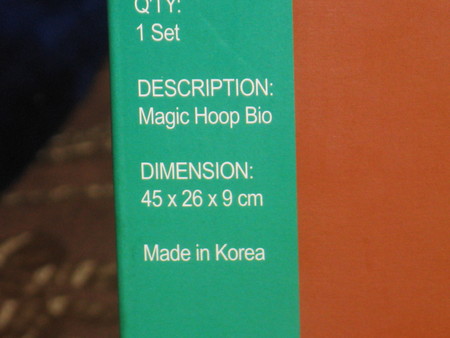 Q'TY:
1 Set
DESCRIPTION:
Magic Hoop Bio
DIMENSION:
45 x 26 x 9 cm
Made in Korea